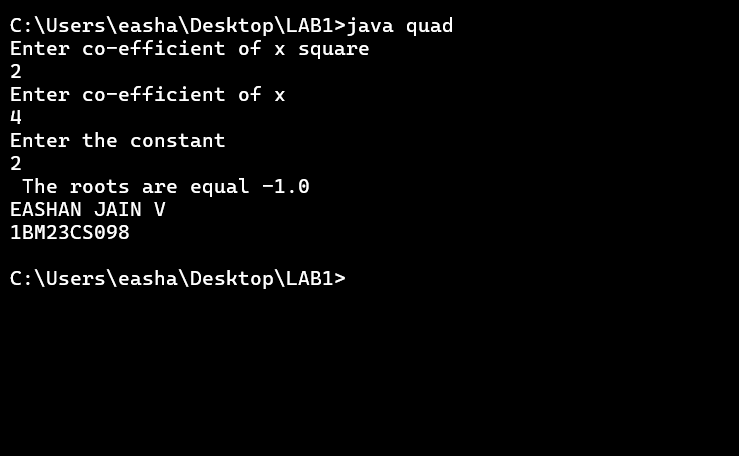 C:\Users\easha\Desktop\LAB1>java quad
Enter co-efficient of x square
2
Enter co-efficient of x
4
Enter the constant
2
 The roots are equal -1.0
EASHAN JAIN V
1BM23CS098
C:\Users\easha\Desktop\LAB1>